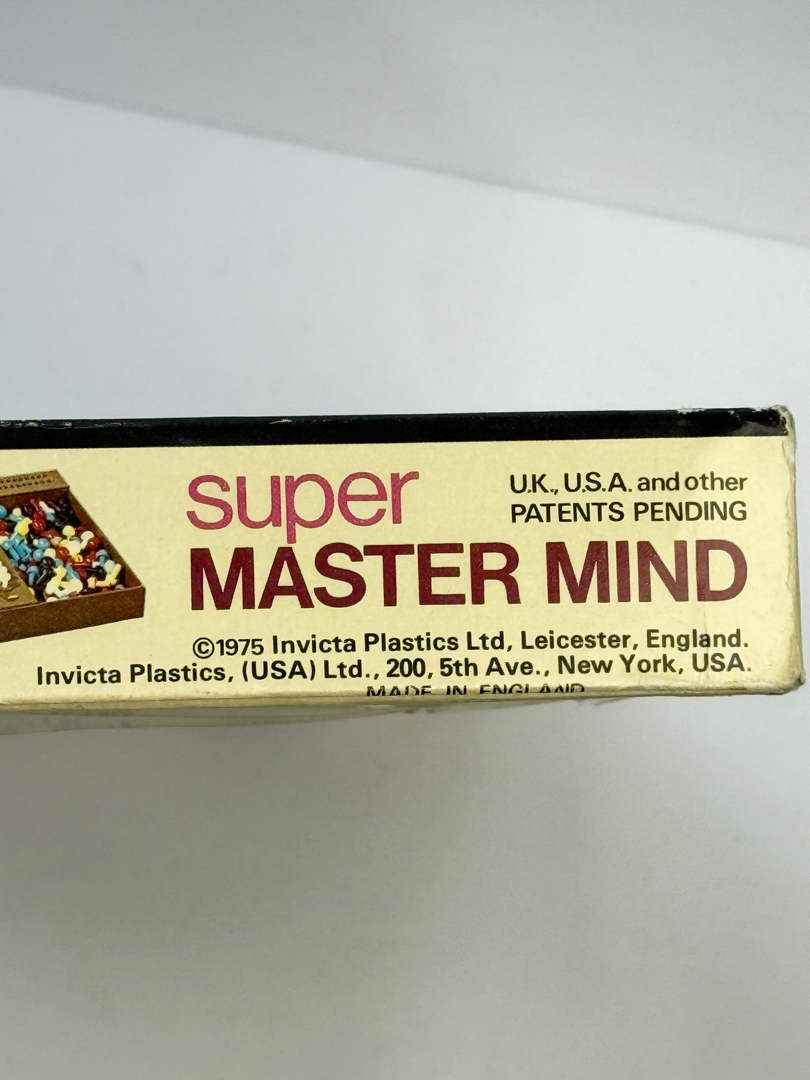 super
MASTER MIND
U.K., U.S.A. and other
PATENTS PENDING
©1975 Invicta Plastics Ltd, Leicester, England.
Invicta Plastics, (USA) Ltd., 200, 5th Ave., New York, USA.
MADE IN ENGLAND